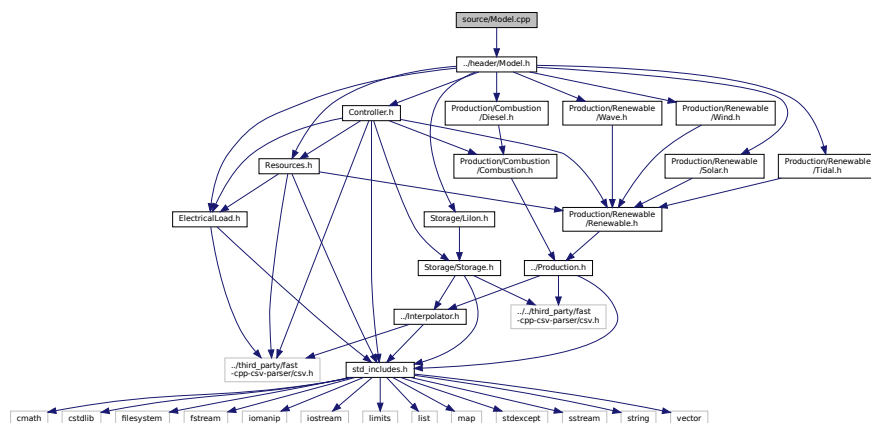 source/Model.cpp
../header/Model.h
Controller.h
Production/Combustion
/Diesel.h
Production/Renewable
/Wave.h
Production/Renewable
/Wind.h
Resources.h
Production/Combustion
/Combustion.h
Production/Renewable
/Solar.h
Production/Renewable
/Tidal.h
ElectricalLoad.h
Storage/LiIon.h
Production/Renewable
/Renewable.h
Storage/Storage.h
../Production.h
../Interpolator.h
../../third_party/fast
-cpp-csv-parser/csv.h
../third_party/fast
-cpp-csv-parser/csv.h
std_includes.h
cmath
cstdlib
filesystem
fstream
iomanip
iostream
limits
list
map
stdexcept
sstream
string
vector